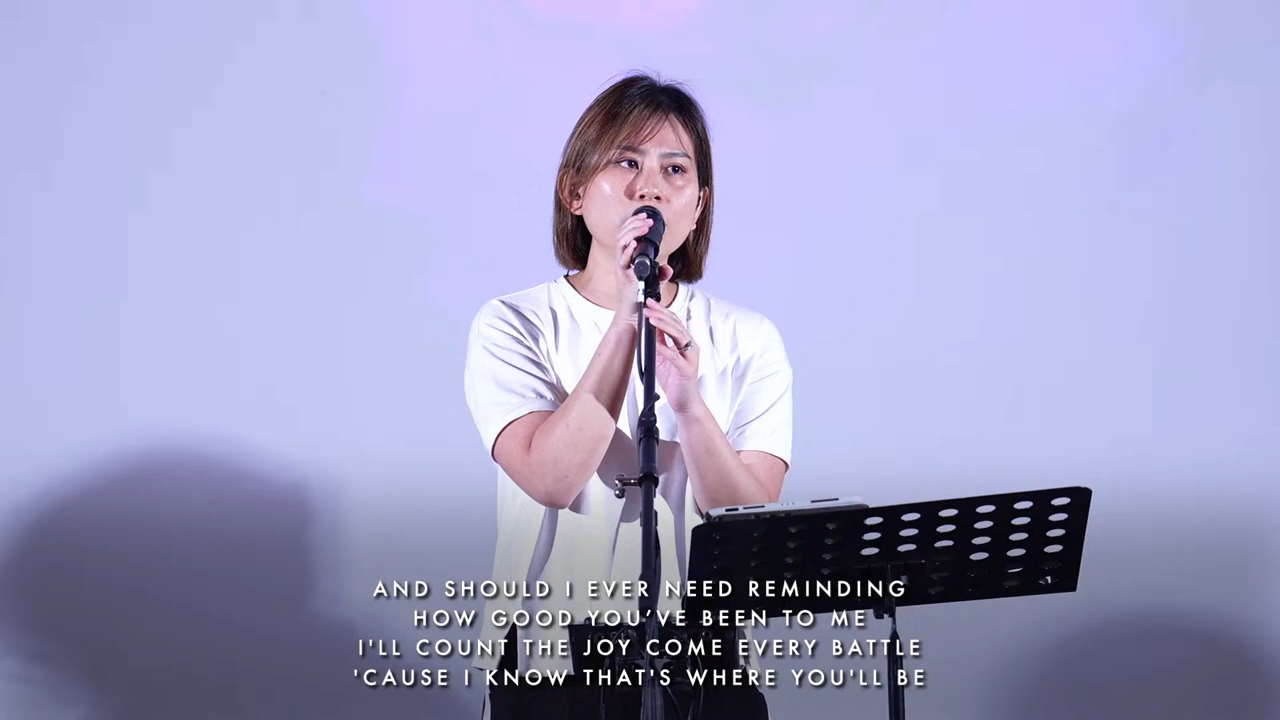 AND SHOULD I EVER NEED REMINDING
HOW GOOD YOU'VE BEEN TO ME
I'LL COUNT THE JOY COME EVERY BATTLE
'CAUSE I KNOW THAT'S WHERE YOU'LL BE